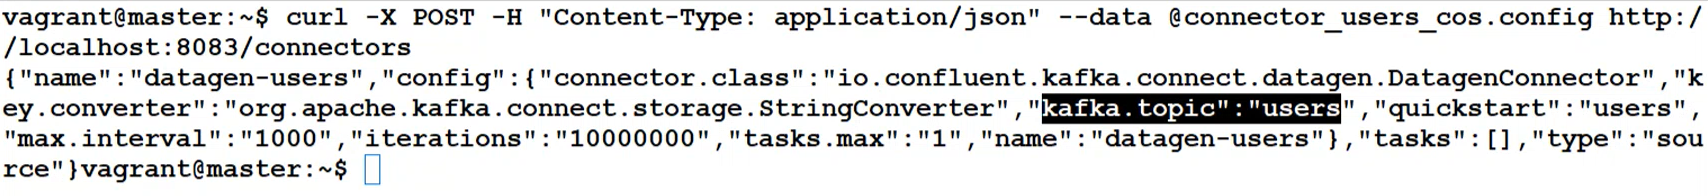 vagrant@master:~$ curl -X POST -H "Content-Type: application/json" --data @connector_users_cos.config http:/
/localhost:8083/connectors
{"name":"datagen-users","config":{"connector.class":"io.confluent.kafka.connect.datagen.DatagenConnector","k
ey.converter":"org.apache.kafka.connect.storage.StringConverter","kafka.topic":"users","quickstart":"users",
"max.interval":"1000","iterations":"10000000","tasks.max":"1","name":"datagen-users"},"tasks":[],"type":"sou
rce"}vagrant@master:~$